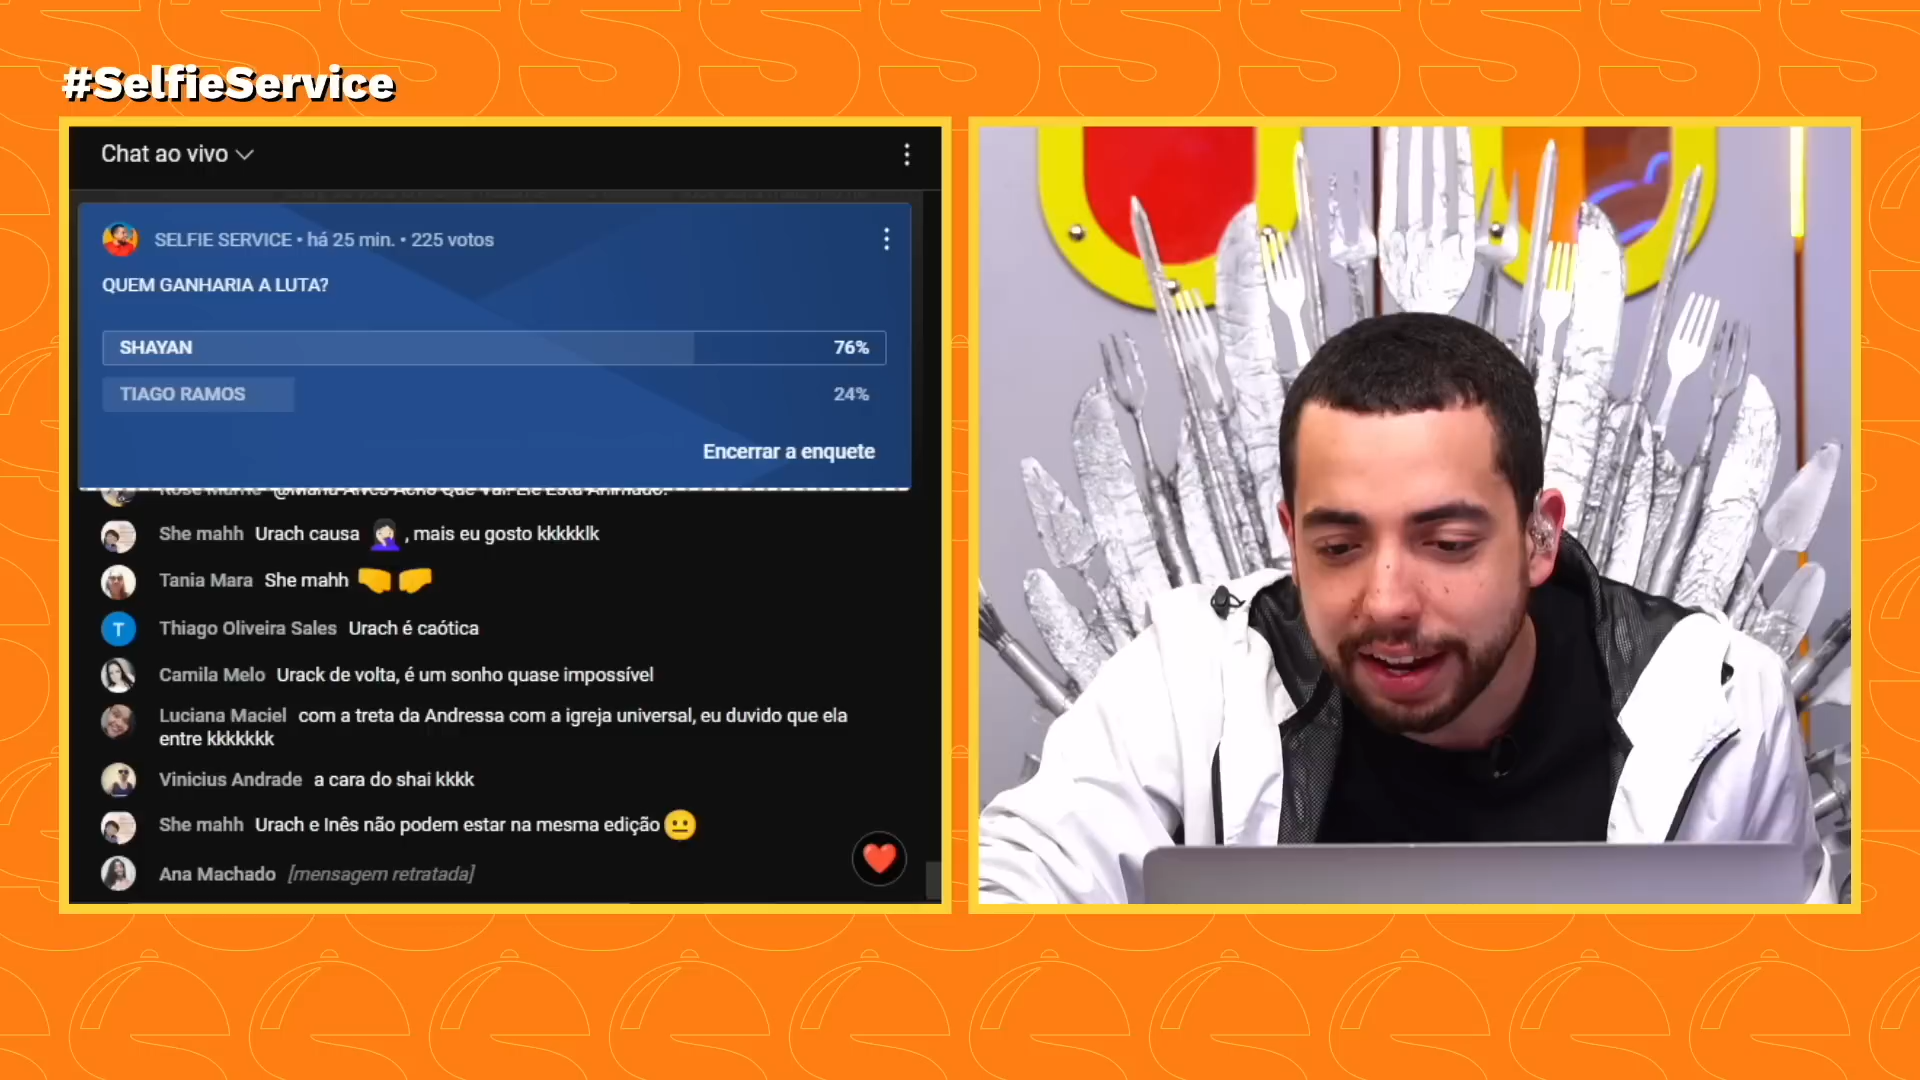 #SelfieService
Chat ao vivo
SELFIE SERVICE • há 25 min. • 225 votos
QUEM GANHARIA A LUTA?
SHAYAN 76%
TIAGO RAMOS 24%
Encerrar a enquete
She mahh Urach causa 🤦🏻‍♀️, mais eu gosto kkkkklk
Tania Mara She mahh 🤜🤛
T Thiago Oliveira Sales Urach é caótica
Camila Melo Urack de volta, é um sonho quase impossível
Luciana Maciel com a treta da Andressa com a igreja universal, eu duvido que ela
entre kkkkkkk
Vinicius Andrade a cara do shai kkkk
She mahh Urach e Inês não podem estar na mesma edição 😐
Ana Machado [mensagem retratada]